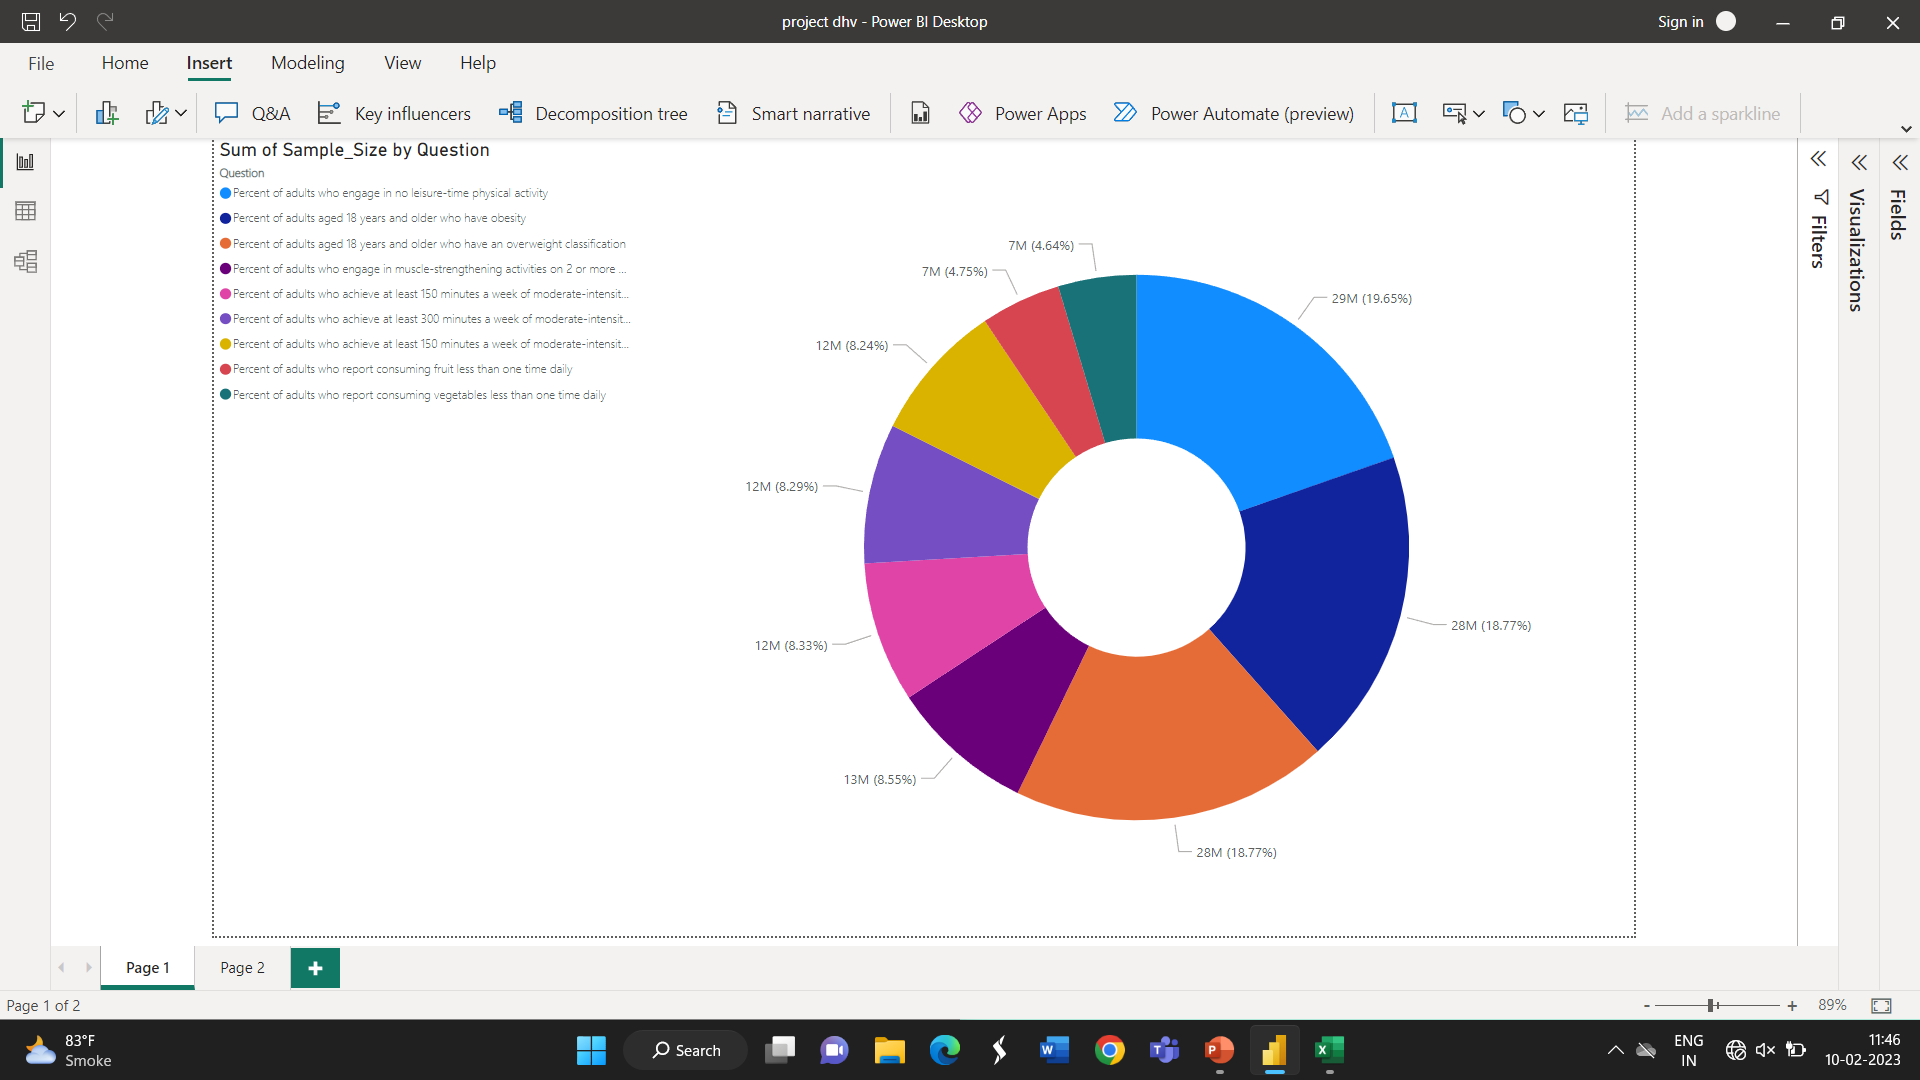 project dhv - Power BI Desktop
Sign in
File Home Insert Modeling View Help
Q&A Key influencers Decomposition tree Smart narrative Power Apps Power Automate (preview) A Add a sparkline
Sum of Sample_Size by Question
Question
Percent of adults who engage in no leisure-time physical activity
Percent of adults aged 18 years and older who have obesity
Percent of adults aged 18 years and older who have an overweight classification
Percent of adults who engage in muscle-strengthening activities on 2 or more ...
Percent of adults who achieve at least 150 minutes a week of moderate-intensit...
Percent of adults who achieve at least 300 minutes a week of moderate-intensit...
Percent of adults who achieve at least 150 minutes a week of moderate-intensit...
Percent of adults who report consuming fruit less than one time daily
Percent of adults who report consuming vegetables less than one time daily
7M (4.64%)
7M (4.75%)
29M (19.65%)
12M (8.24%)
12M (8.29%)
28M (18.77%)
12M (8.33%)
13M (8.55%)
28M (18.77%)
Filters
Visualizations
Fields
Page 1 Page 2
Page 1 of 2
89%
83°F
Smoke
Search
ENG
IN
11:46
10-02-2023